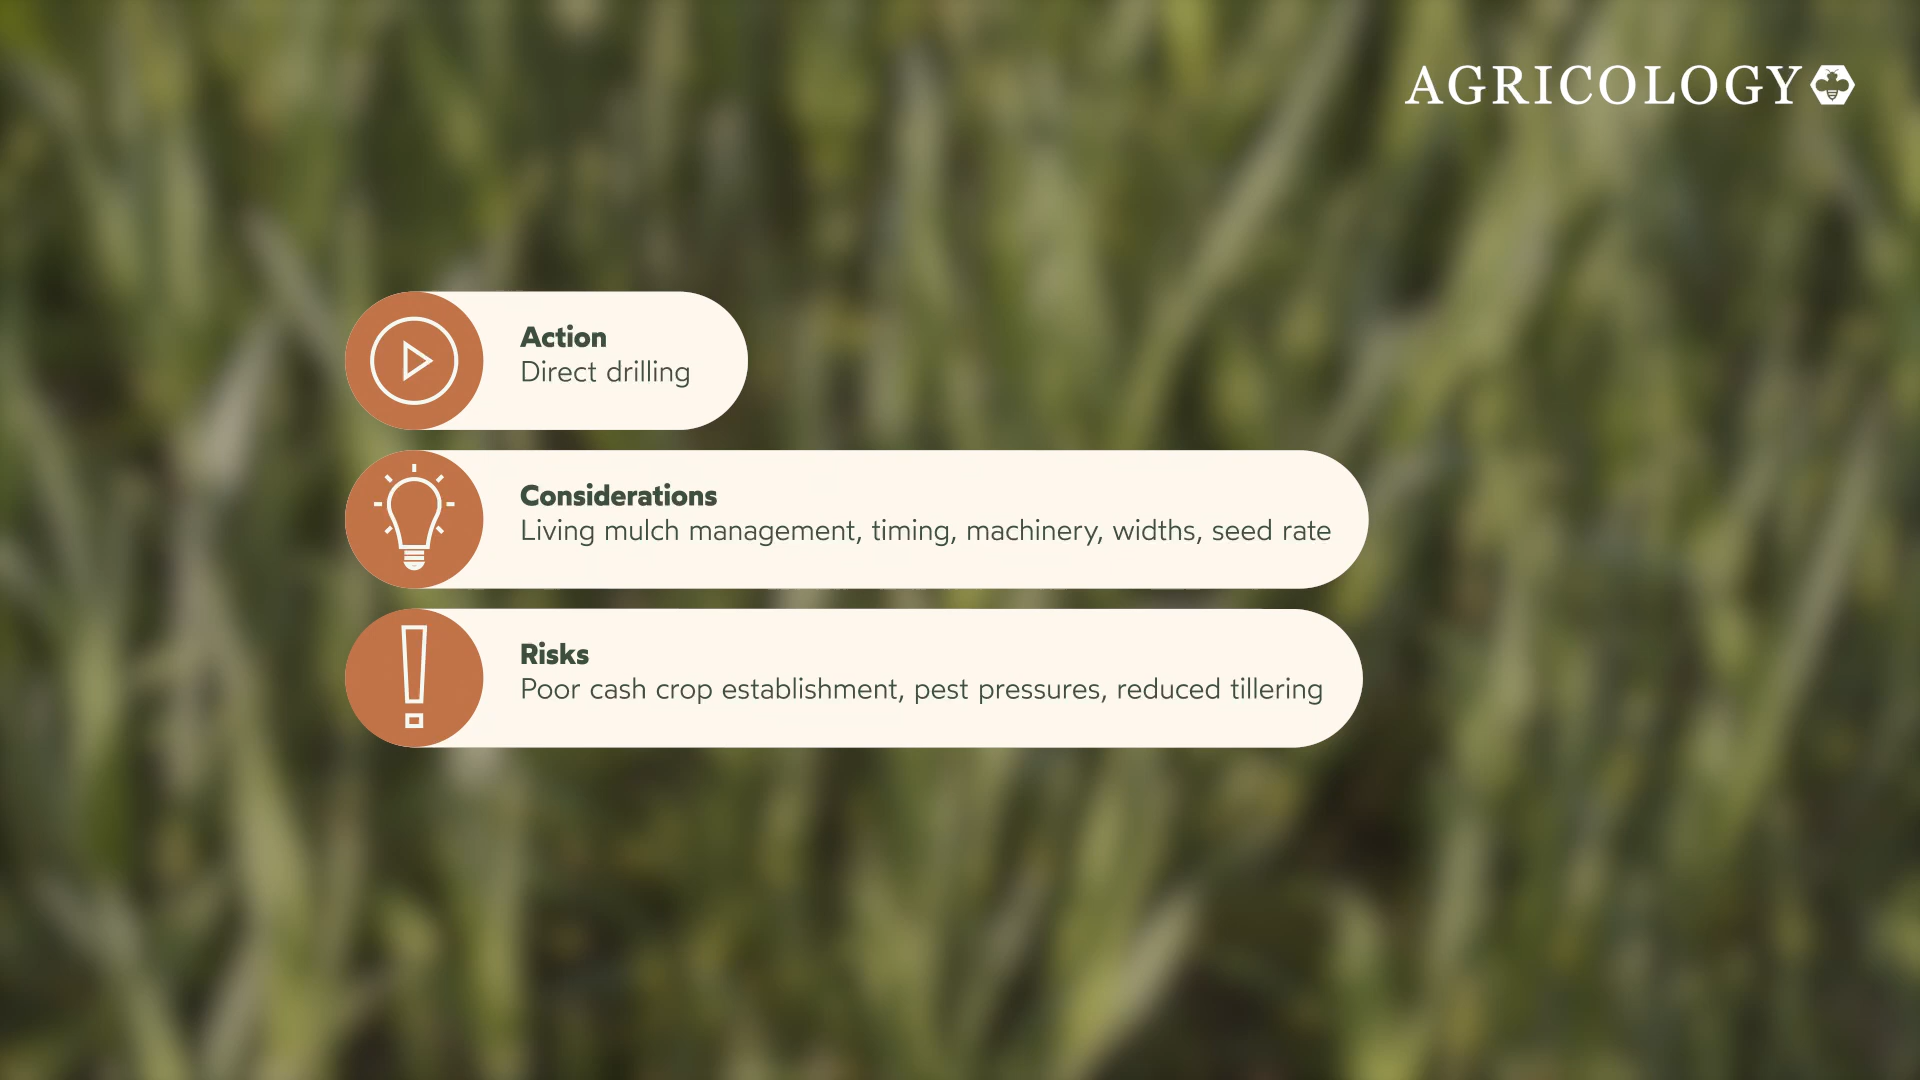 AGRICOLOGY
Action
Direct drilling
Considerations
Living mulch management, timing, machinery, widths, seed rate
Risks
Poor cash crop establishment, pest pressures, reduced tillering